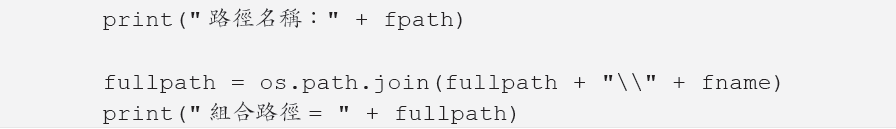 print("路徑名稱：" + fpath)
fullpath = os.path.join(fullpath + "\\" + fname)
print("組合路徑 = " + fullpath)